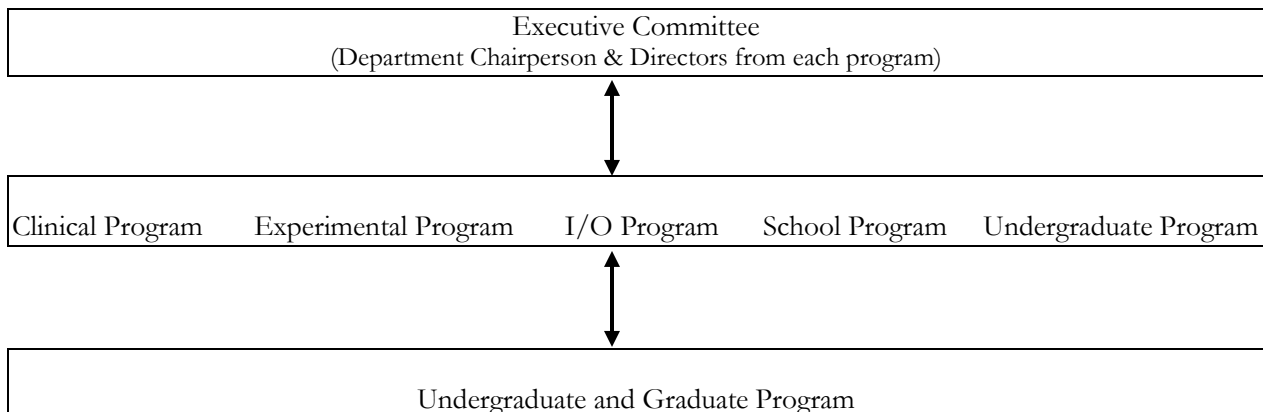 Executive Committee
(Department Chairperson & Directors from each program)
Clinical Program Experimental Program I/O Program School Program Undergraduate Program
Undergraduate and Graduate Program